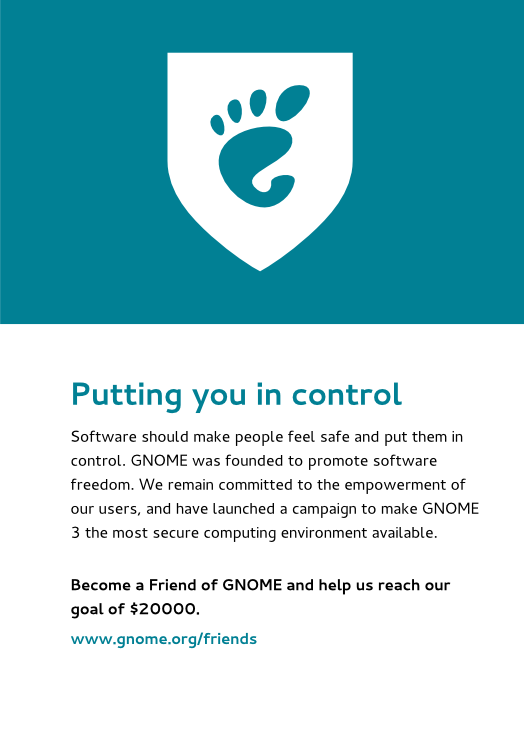 Putting you in control
Software should make people feel safe and put them in
control. GNOME was founded to promote software
freedom. We remain committed to the empowerment of
our users, and have launched a campaign to make GNOME
3 the most secure computing environment available.
Become a Friend of GNOME and help us reach our
goal of $20000.
www.gnome.org/friends